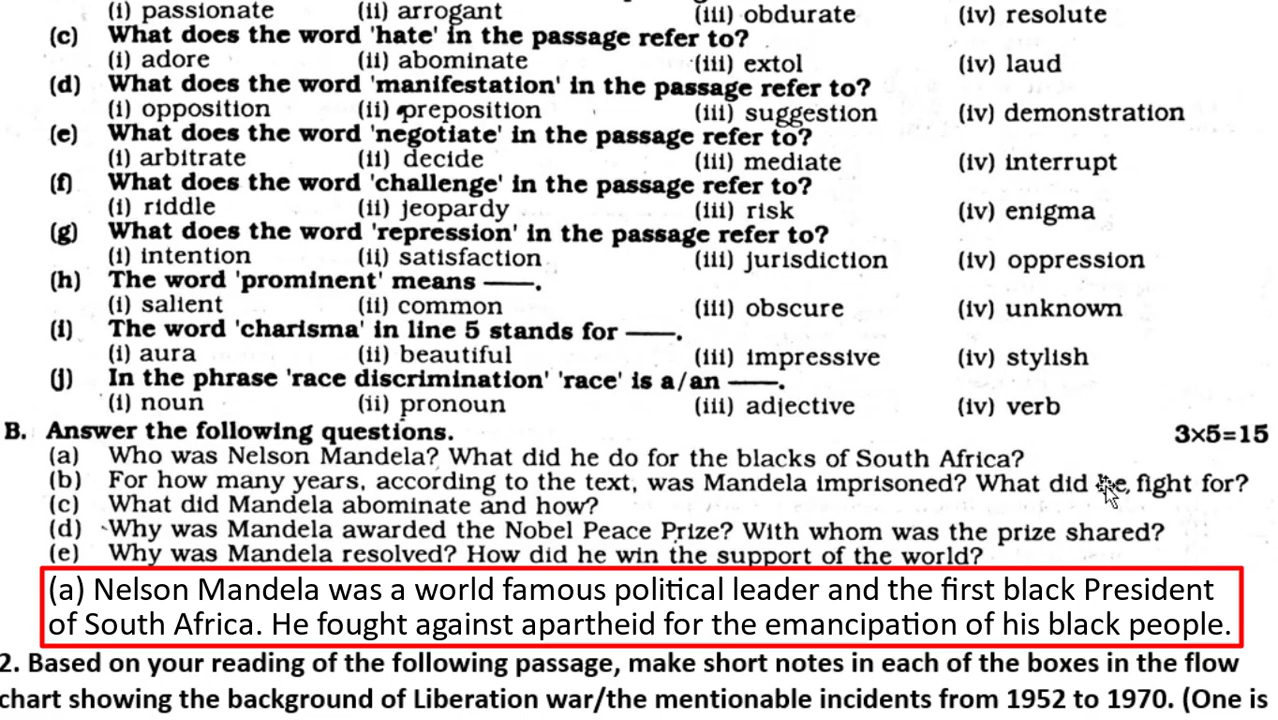 (i) passionate (ii) arrogant (iii) obdurate (iv) resolute
(c) What does the word 'hate' in the passage refer to?
(i) adore (ii) abominate (iii) extol (iv) laud
(d) What does the word 'manifestation' in the passage refer to?
(i) opposition (ii) preposition (iii) suggestion (iv) demonstration
(e) What does the word 'negotiate' in the passage refer to?
(i) arbitrate (ii) decide (iii) mediate (iv) interrupt
(f) What does the word 'challenge' in the passage refer to?
(i) riddle (ii) jeopardy (iii) risk (iv) enigma
(g) What does the word 'repression' in the passage refer to?
(i) intention (ii) satisfaction (iii) jurisdiction (iv) oppression
(h) The word 'prominent' means ——.
(i) salient (ii) common (iii) obscure (iv) unknown
(i) The word 'charisma' in line 5 stands for ——.
(i) aura (ii) beautiful (iii) impressive (iv) stylish
(j) In the phrase 'race discrimination' 'race' is a/an ——.
(i) noun (ii) pronoun (iii) adjective (iv) verb
B. Answer the following questions. 3×5=15
(a) Who was Nelson Mandela? What did he do for the blacks of South Africa?
(b) For how many years, according to the text, was Mandela imprisoned? What did he fight for?
(c) What did Mandela abominate and how?
(d) Why was Mandela awarded the Nobel Peace Prize? With whom was the prize shared?
(e) Why was Mandela resolved? How did he win the support of the world?
(a) Nelson Mandela was a world famous political leader and the first black President
of South Africa. He fought against apartheid for the emancipation of his black people.
2. Based on your reading of the following passage, make short notes in each of the boxes in the flow
chart showing the background of Liberation war/the mentionable incidents from 1952 to 1970. (One is